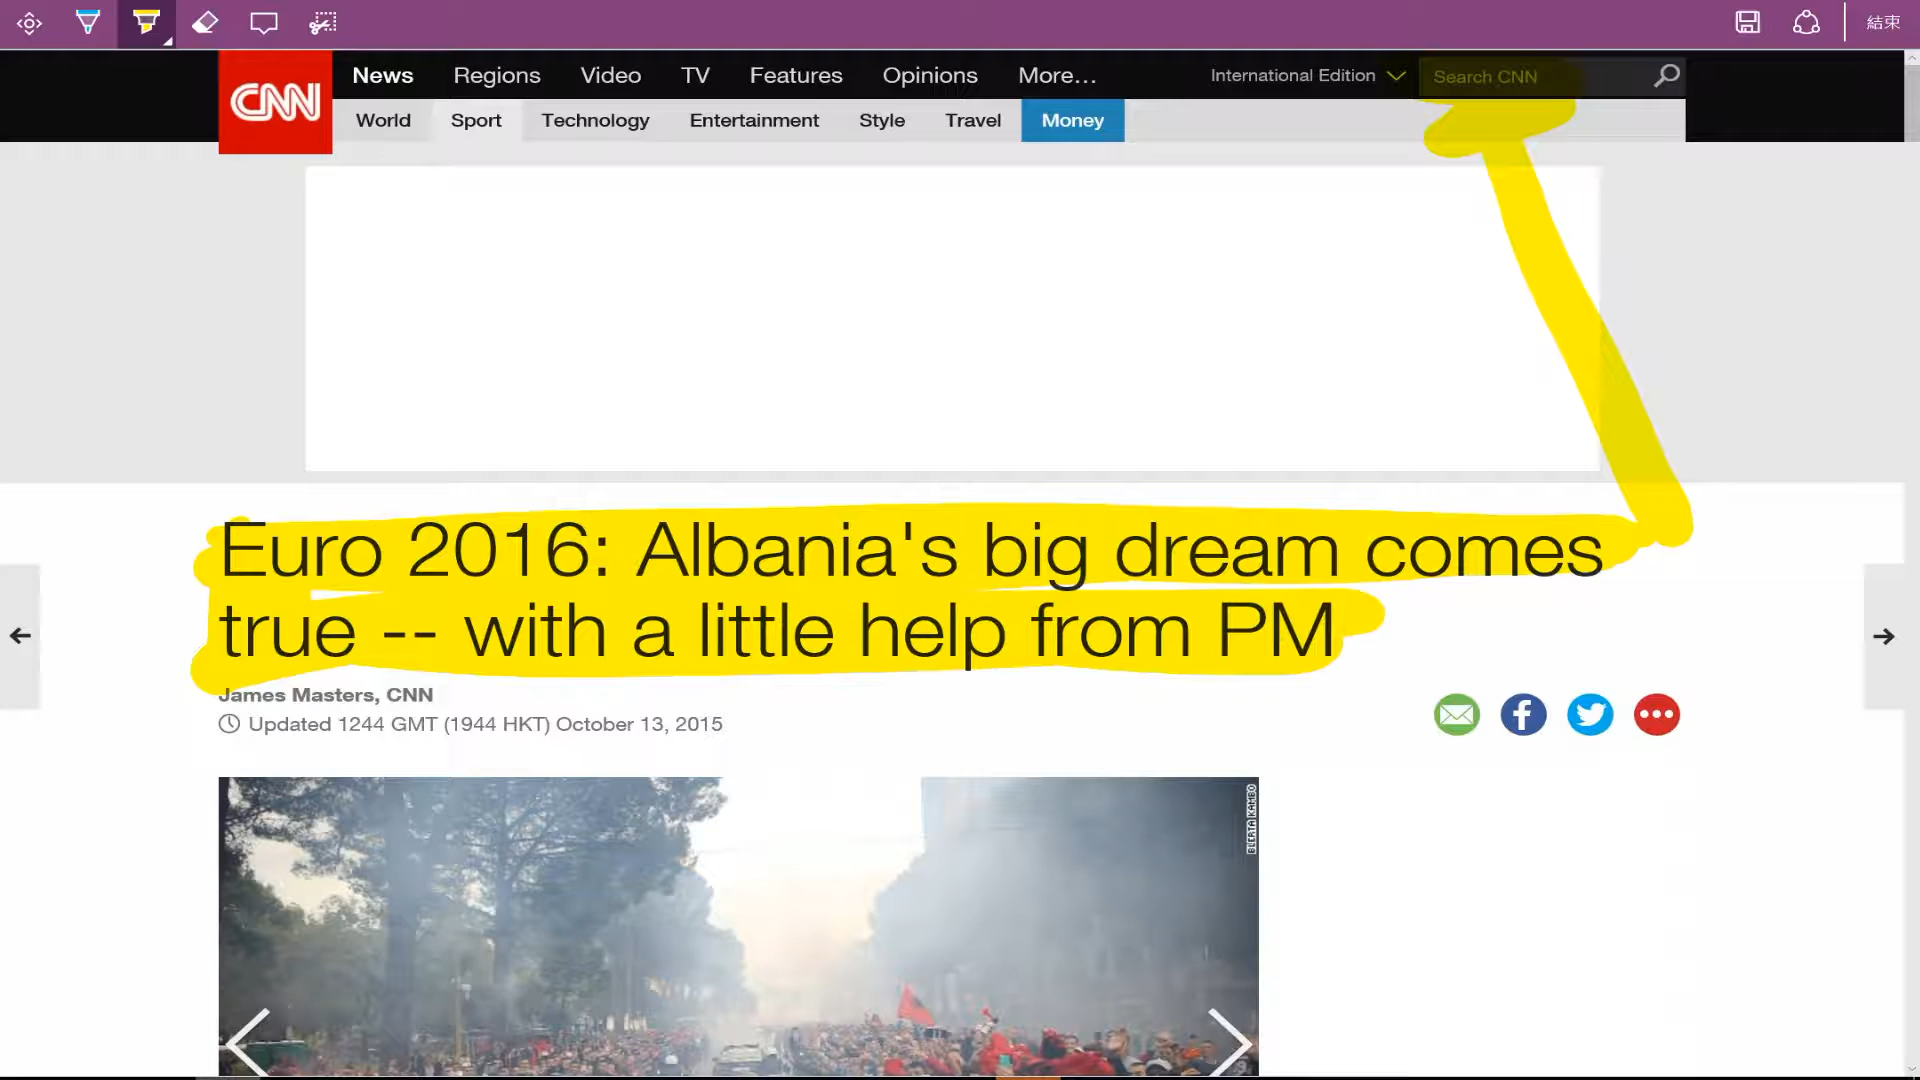 結束
CNN
News Regions Video TV Features Opinions More... International Edition Search CNN
World Sport Technology Entertainment Style Travel Money
Euro 2016: Albania's big dream comes
true -- with a little help from PM
James Masters, CNN
Updated 1244 GMT (1944 HKT) October 13, 2015
BLERTA KAMBO